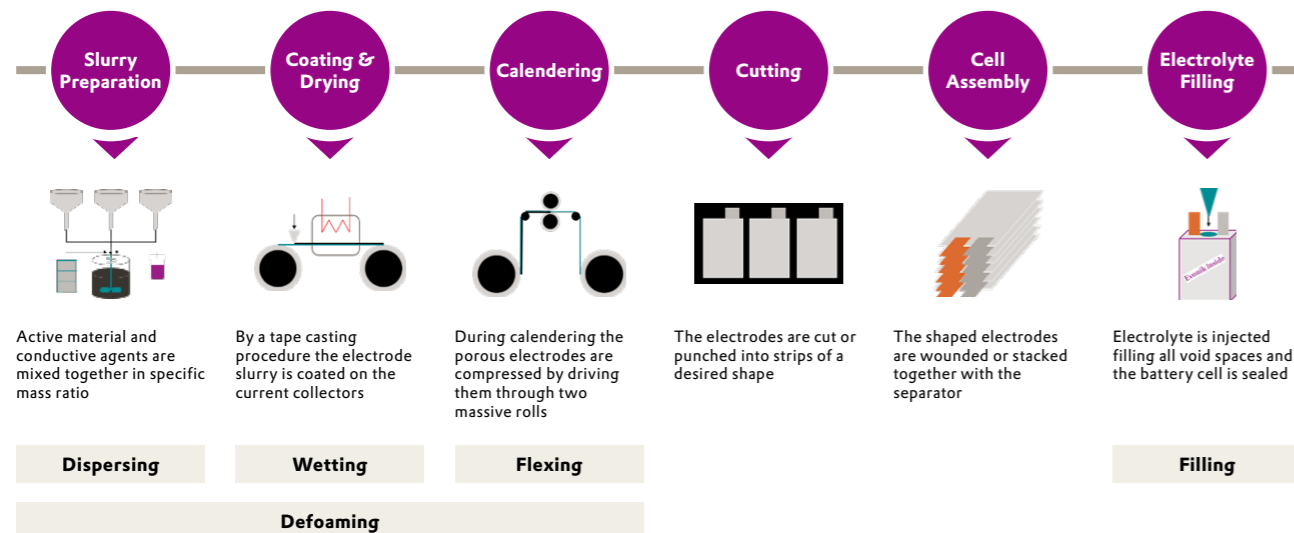 Slurry
Preparation
Coating &
Drying
Calendering
Cutting
Cell
Assembly
Electrolyte
Filling
Evonik Inside
Active material and
conductive agents are
mixed together in specific
mass ratio
By a tape casting
procedure the electrode
slurry is coated on the
current collectors
During calendering the
porous electrodes are
compressed by driving
them through two
massive rolls
The electrodes are cut or
punched into strips of a
desired shape
The shaped electrodes
are wounded or stacked
together with the
separator
Electrolyte is injected
filling all void spaces and
the battery cell is sealed
Dispersing
Wetting
Flexing
Filling
Defoaming